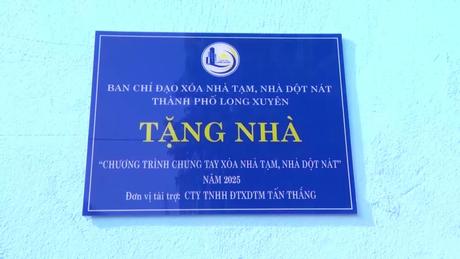 BAN CHỈ ĐẠO XÓA NHÀ TẠM, NHÀ DỘT NÁT
THÀNH PHỐ LONG XUYÊN
TẶNG NHÀ
“CHƯƠNG TRÌNH CHUNG TAY XÓA NHÀ TẠM, NHÀ DỘT NÁT”
NĂM 2025
Đơn vị tài trợ: CTY TNHH ĐTXDTM TẤN THẮNG